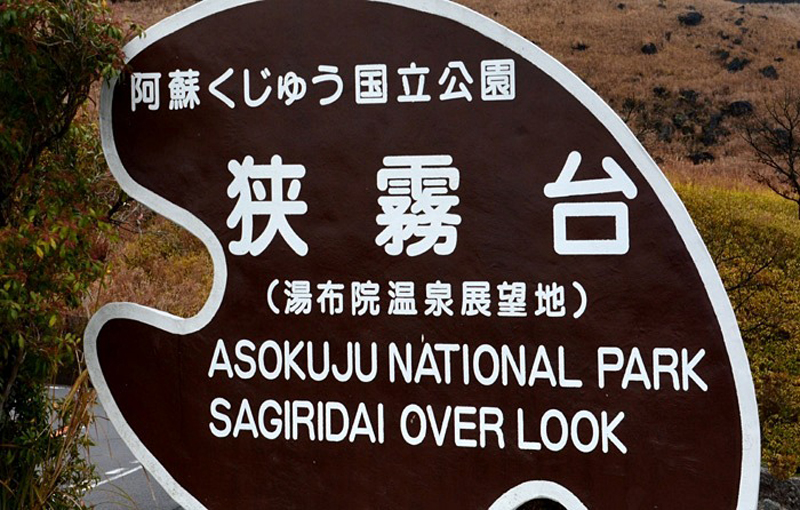 阿蘇くじゅう国立公園
狭霧台
(湯布院温泉展望地)
ASOKUJU NATIONAL PARK
SAGIRIDAI OVER LOOK